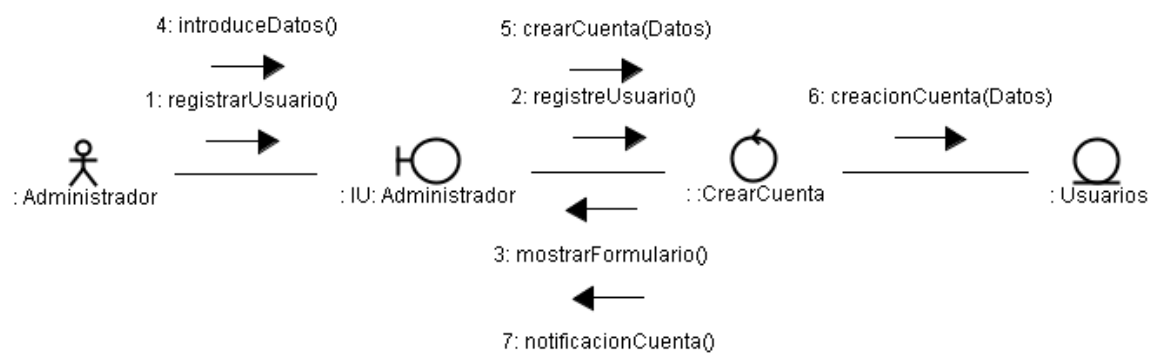 4: introduceDatos()
5: crearCuenta(Datos)
1: registrarUsuario()
2: registreUsuario()
6: creacionCuenta(Datos)
: Administrador
: IU: Administrador
: :CrearCuenta
: Usuarios
3: mostrarFormulario()
7: notificacionCuenta()